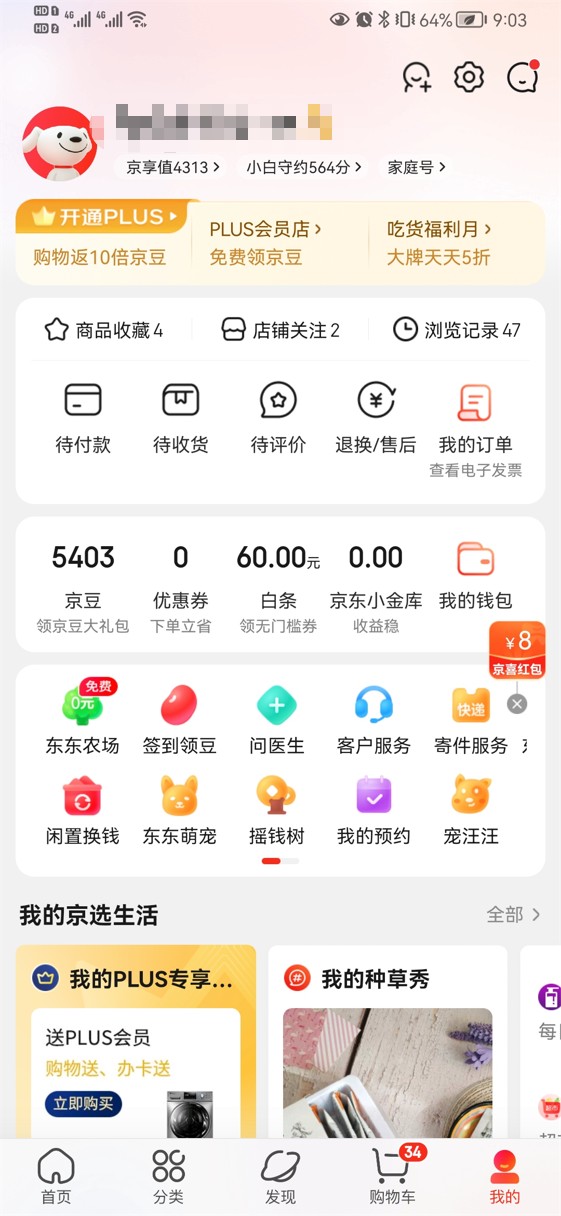 HD 1 4G 4G 64% 9:03
HD 2
京享值4313 小白守约564分 家庭号
开通PLUS PLUS会员店 吃货福利月
购物返10倍京豆 免费领京豆 大牌天天5折
商品收藏4 店铺关注2 浏览记录47
待付款 待收货 待评价 退换/售后 我的订单
查看电子发票
5403 0 60.00元 0.00
京豆 优惠券 白条 京东小金库 我的钱包
领京豆大礼包 下单立省 领无门槛券 收益稳
¥8
京喜红包
免费
0元 快递
东东农场 签到领豆 问医生 客户服务 寄件服务
闲置换钱 东东萌宠 摇钱树 我的预约 宠汪汪
我的京选生活 全部
我的PLUS专享... 我的种草秀
送PLUS会员 每
购物送、办卡送
立即购买
34
首页 分类 发现 购物车 我的